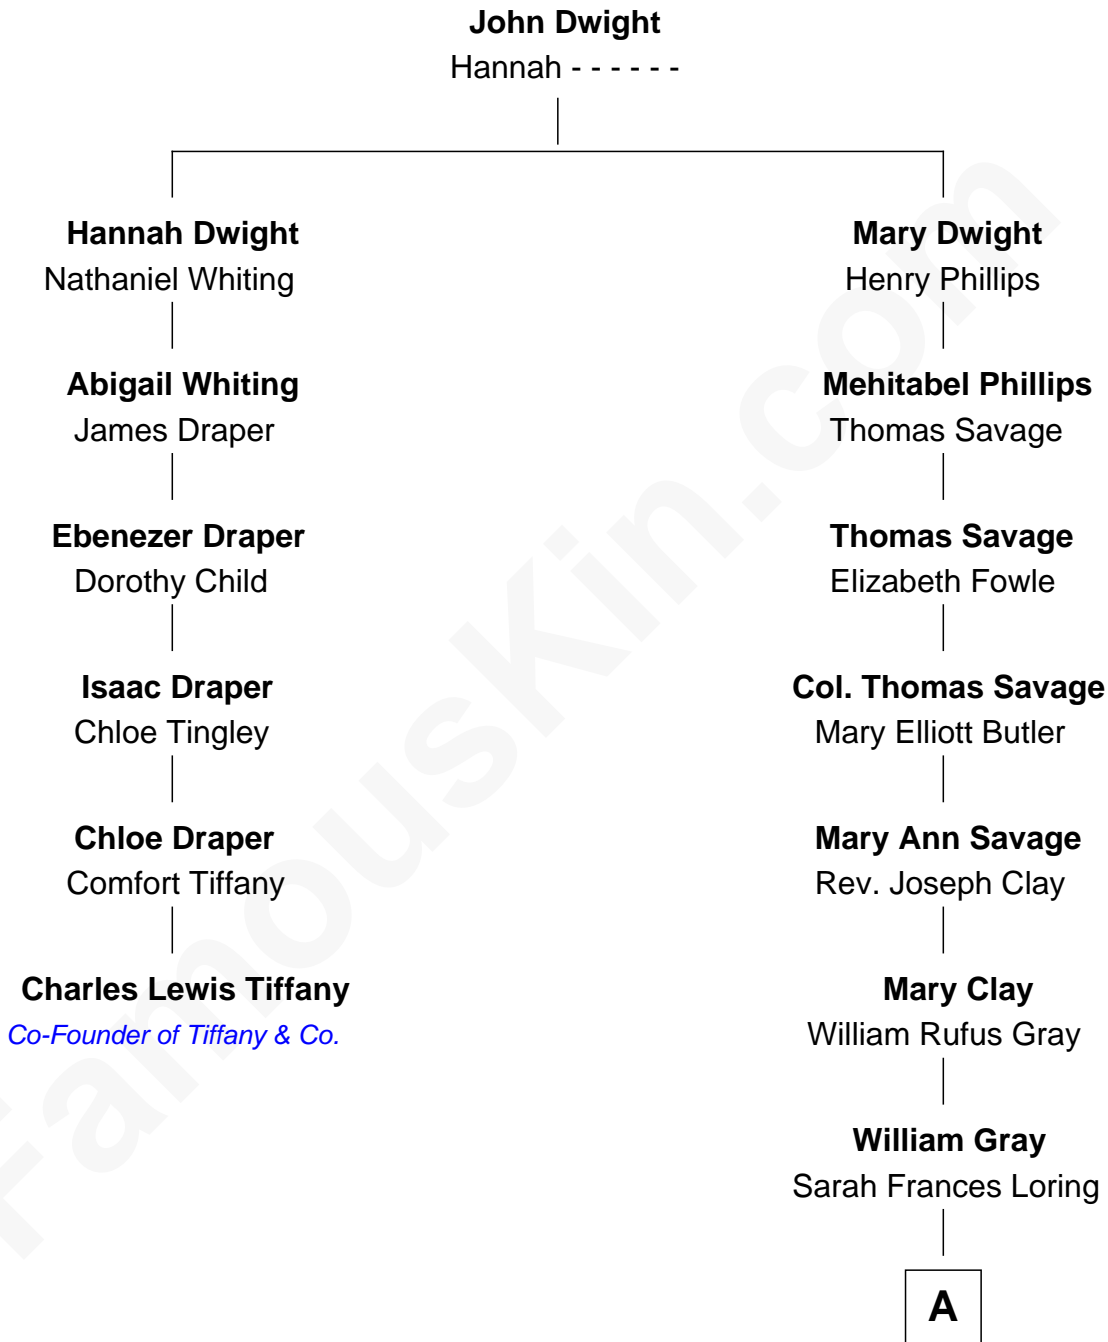 John Dwight
Hannah - - - - - -
Hannah Dwight
Nathaniel Whiting
Abigail Whiting
James Draper
Ebenezer Draper
Dorothy Child
Isaac Draper
Chloe Tingley
Chloe Draper
Comfort Tiffany
Charles Lewis Tiffany
Co-Founder of Tiffany & Co.
Mary Dwight
Henry Phillips
Mehitabel Phillips
Thomas Savage
Thomas Savage
Elizabeth Fowle
Col. Thomas Savage
Mary Elliott Butler
Mary Ann Savage
Rev. Joseph Clay
Mary Clay
William Rufus Gray
William Gray
Sarah Frances Loring
A
FamousKin.com